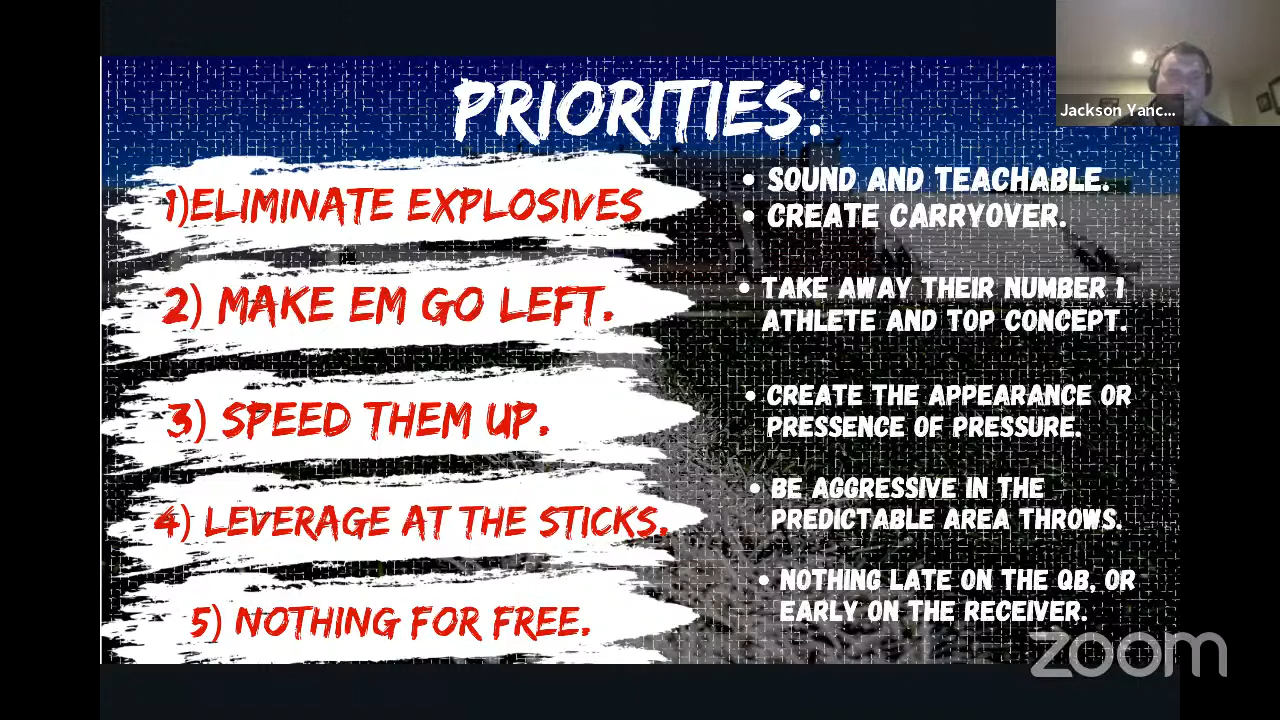 PRIORITIES:
Jackson Yanc...
1)ELIMINATE EXPLOSIVES
• SOUND AND TEACHABLE.
• CREATE CARRYOVER.
2) MAKE EM GO LEFT.
• TAKE AWAY THEIR NUMBER 1
ATHLETE AND TOP CONCEPT.
3) SPEED THEM UP.
• CREATE THE APPEARANCE OR
PRESSENCE OF PRESSURE.
4) LEVERAGE AT THE STICKS.
• BE AGGRESSIVE IN THE
PREDICTABLE AREA THROWS.
5) NOTHING FOR FREE.
• NOTHING LATE ON THE QB, OR
EARLY ON THE RECEIVER.
zoom